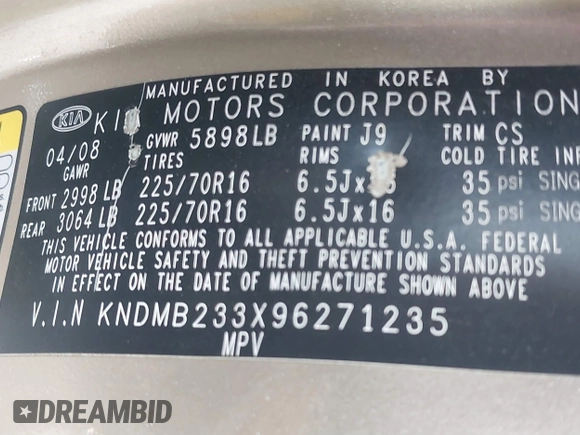 MANUFACTURED IN KOREA BY
KIA MOTORS CORPORATION
04/08 GVWR 5898LB PAINT J9 TRIM CS
GAWR TIRES RIMS COLD TIRE
FRONT 2998 LB 225/70R16 6.5Jx 35 psi SING
REAR 3064 LB 225/70R16 6.5Jx16 35 psi SING
THIS VEHICLE CONFORMS TO ALL APPLICABLE U.S.A. FEDERAL
MOTOR VEHICLE SAFETY AND THEFT PREVENTION STANDARDS
IN EFFECT ON THE DATE OF MANUFACTURE SHOWN ABOVE
V.I.N KNDMB233X96271235
MPV
DREAMBID